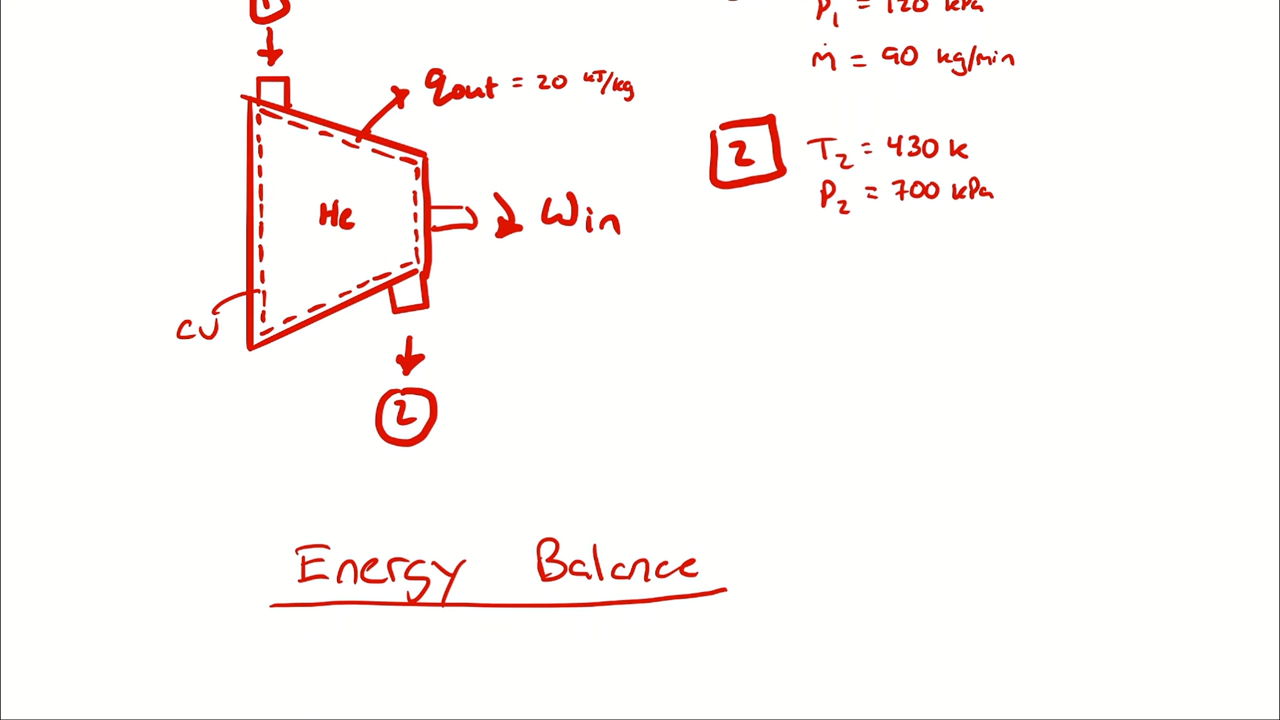 1
P1 = 120 kPa
ṁ = 90 kg/min
qout = 20 kJ/kg
2
T2 = 430 K
P2 = 700 kPa
He
Win
CV
2
Energy Balance